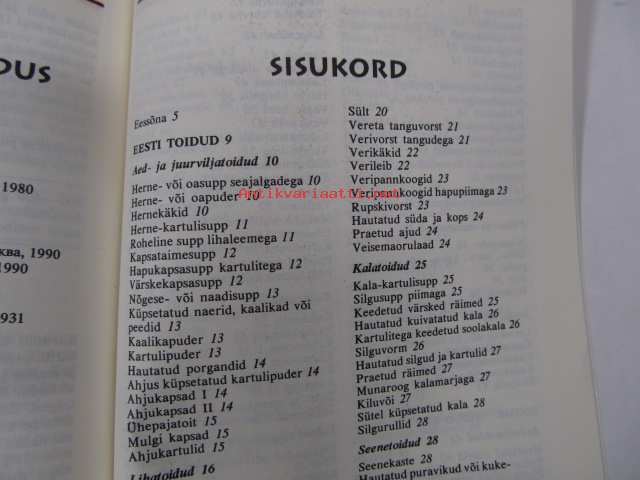 DUS
1980
ква, 1990
1990
1931
SISUKORD
Eessõna 5
EESTI TOIDUD 9
Aed- ja juurviljatoidud 10
Herne- või oasupp seajalgadega 10
Herne- või oapuder 10
Hernekäkid 10
Herne-kartulisupp 11
Roheline supp lihaleemega 11
Kapsataimesupp 12
Hapukapsasupp kartulitega 12
Värskekapsasupp 12
Nõgese- või naadisupp 13
Küpsetatud naerid, kaalikad või
peedid 13
Kaalikapuder 13
Kartulipuder 13
Hautatud porgandid 14
Ahjus küpsetatud kartulipuder 14
Ahjukapsad I 14
Ahjukapsad II 14
Ühepajatoit 15
Mulgi kapsad 15
Ahjukartulid 15
Lihatoidud 16
Sült 20
Vereta tanguvorst 21
Verivorst tangudega 21
Verikäkid 22
Verileib 22
Veripannkoogid 23
Veripannkoogid hapupiimaga 23
Rupskivorst 23
Hautatud süda ja kops 24
Praetud ajud 24
Veisemaorulaad 24
Kalatoidud 25
Kala-kartulisupp 25
Silgusupp piimaga 25
Keedetud värsked räimed 25
Hautatud kuivatatud kala 26
Kartulitega keedetud soolakala 26
Silguvorm 26
Hautatud silgud ja kartulid 27
Praetud räimed 27
Munaroog kalamarjaga 27
Kiluvõi 27
Sütel küpsetatud kala 28
Silgurullid 28
Seenetoidud 28
Seenekaste 28
Hautatud puravikud või kuke-
Antikvariaat.net